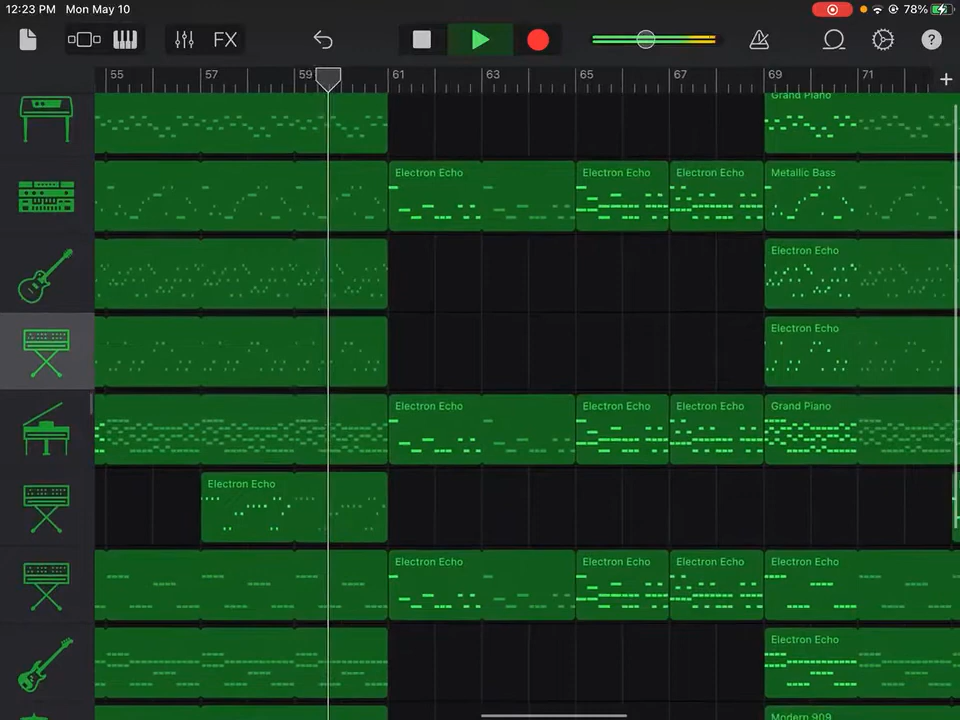 12:23 PM Mon May 10 78%
FX ?
55 57 59 61 63 65 67 69 71 +
Grand Piano
Electron Echo Electron Echo Electron Echo Metallic Bass
Electron Echo
Electron Echo
Electron Echo Electron Echo Electron Echo Grand Piano
Electron Echo
Electron Echo Electron Echo Electron Echo Electron Echo
Electron Echo
Modern 909